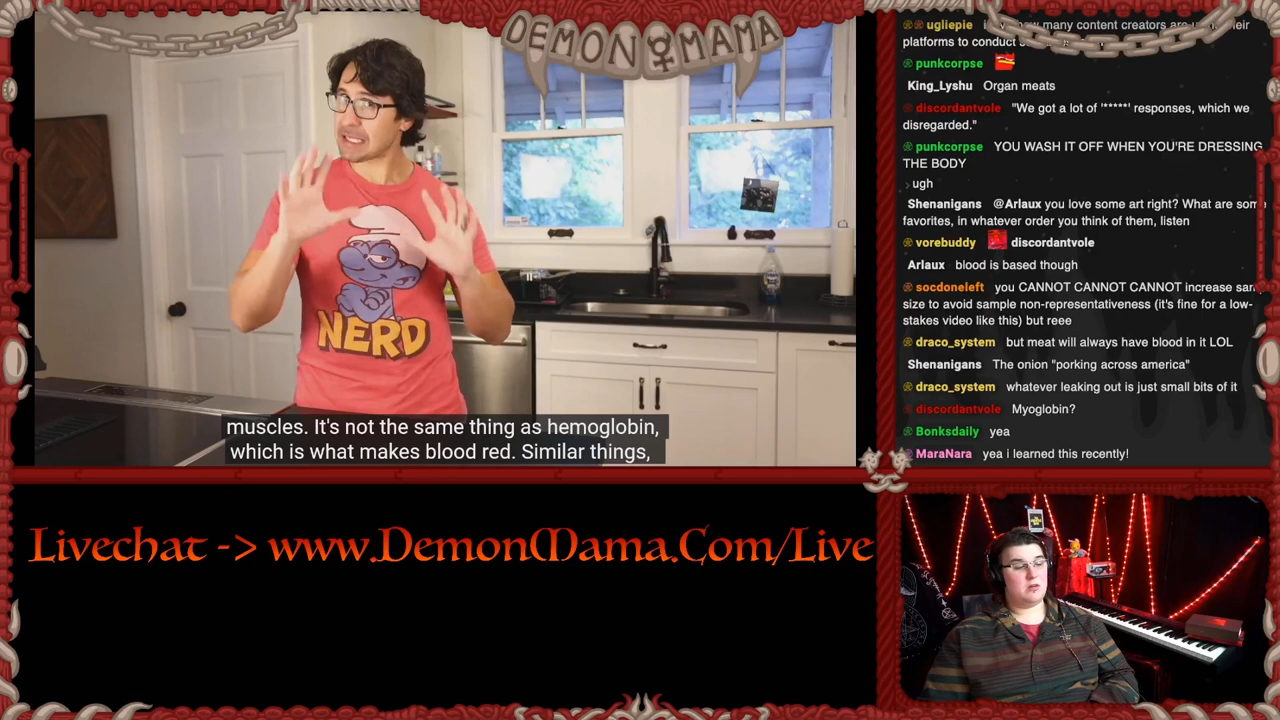 DEMON MAMA
NERD
muscles. It's not the same thing as hemoglobin,
which is what makes blood red. Similar things,
Livechat -> www.DemonMama.Com/Live
ugliepie how many content creators are their
platforms to conduct
punkcorpse
King_Lyshu Organ meats
discordantvole "We got a lot of '*****' responses, which we
disregarded."
punkcorpse YOU WASH IT OFF WHEN YOU'RE DRESSING
THE BODY
ugh
Shenanigans @Arlaux you love some art right? What are some
favorites, in whatever order you think of them, listen
vorebuddy discordantvole
Arlaux blood is based though
socdoneleft you CANNOT CANNOT CANNOT increase
size to avoid sample non-representativeness (it's fine for a low-
stakes video like this) but reee
draco_system but meat will always have blood in it LOL
Shenanigans The onion "porking across america"
draco_system whatever leaking out is just small bits of it
discordantvole Myoglobin?
Bonksdaily yea
MaraNara yea i learned this recently!